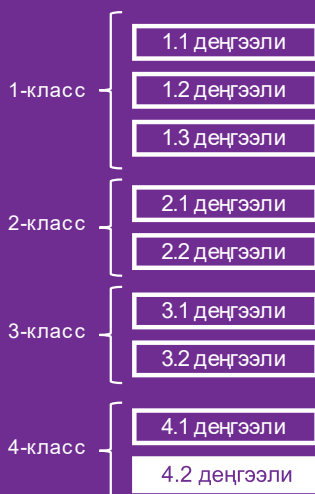 1-класс
1.1 деңгээли
1.2 деңгээли
1.3 деңгээли
2-класс
2.1 деңгээли
2.2 деңгээли
3-класс
3.1 деңгээли
3.2 деңгээли
4-класс
4.1 деңгээли
4.2 деңгээли